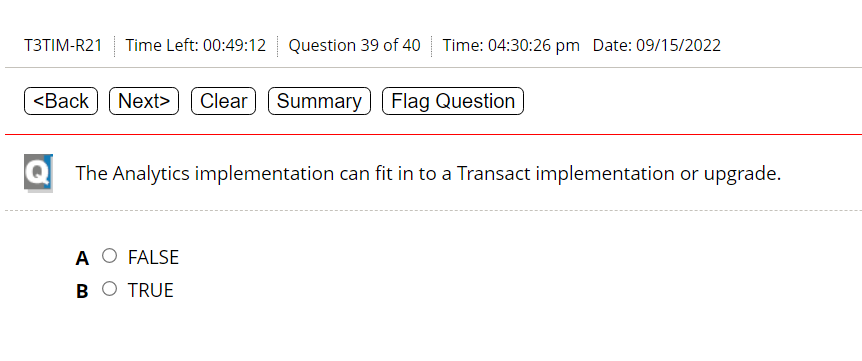 T3TIM-R21 Time Left: 00:49:12 Question 39 of 40 Time: 04:30:26 pm Date: 09/15/2022
<Back Next> Clear Summary Flag Question
Q The Analytics implementation can fit in to a Transact implementation or upgrade.
A FALSE
B TRUE